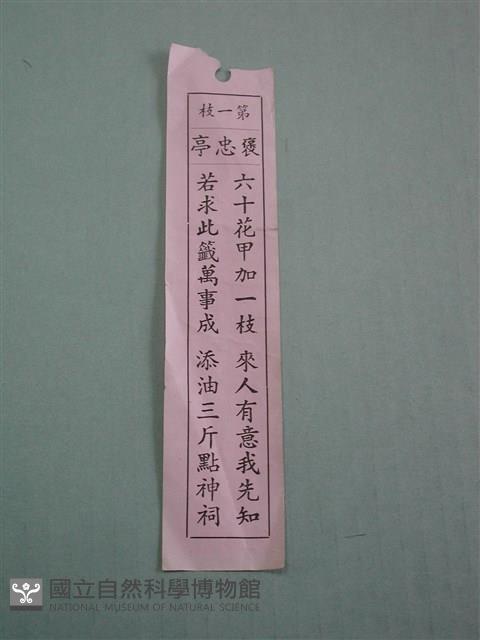 第一枝
褒忠亭
六十花甲加一枝 來人有意我先知
若求此籤萬事成 添油三斤點神祠
國立自然科學博物館
NATIONAL MUSEUM OF NATURAL SCIENCE